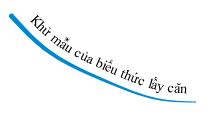 Khử mẫu của biểu thức lấy căn